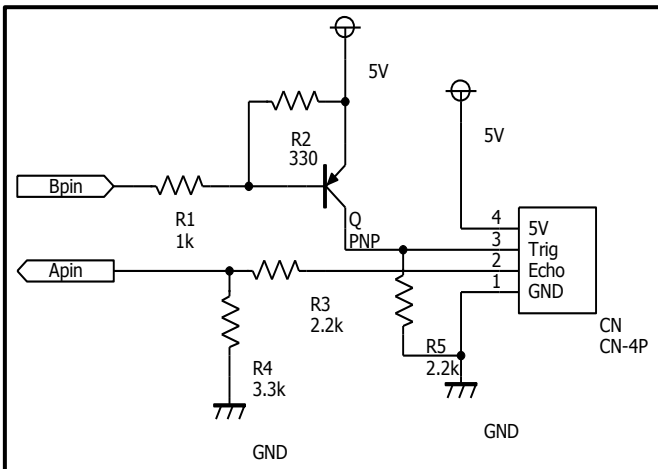 5V
R2
330
5V
Bpin
R1
1k
Q
PNP
4 5V
3 Trig
2 Echo
1 GND
Apin
R3
2.2k
CN
CN-4P
R4
3.3k
R5
2.2k
GND
GND